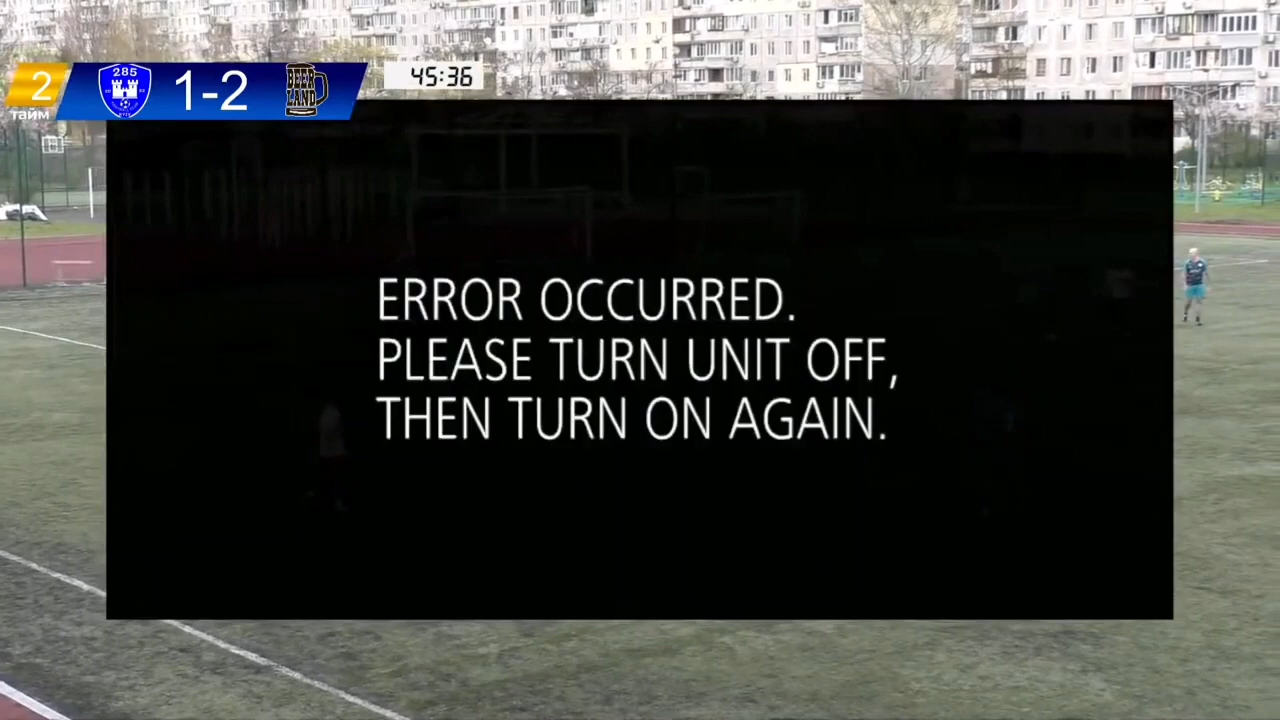 2
тайм
285
1-2
BEER
LAND
45:36
ERROR OCCURRED.
PLEASE TURN UNIT OFF,
THEN TURN ON AGAIN.